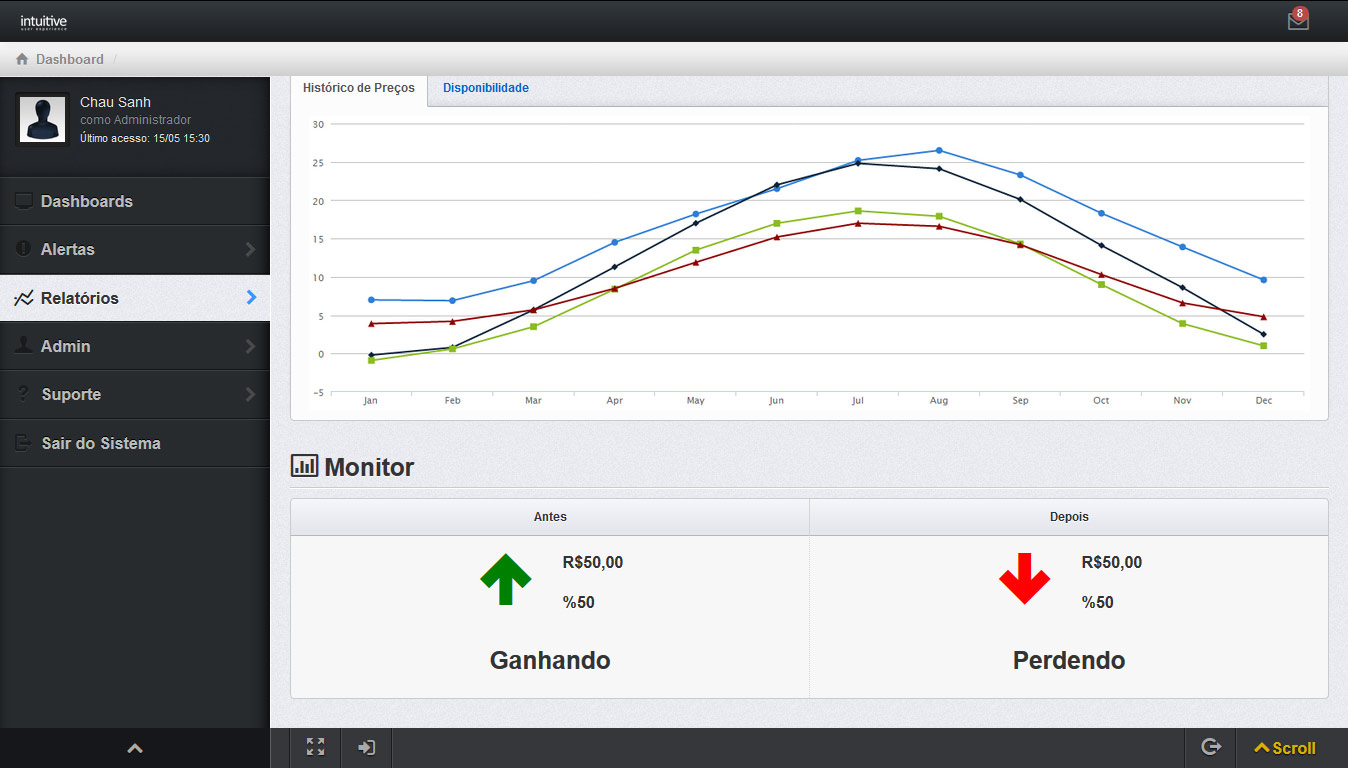 intuitive
user experience
8
Dashboard /
Chau Sanh
como Administrador
Último acesso: 15/05 15:30
Dashboards
Alertas
Relatórios
Admin
Suporte
Sair do Sistema
Histórico de Preços
Disponibilidade
30
25
20
15
10
5
0
−5
Jan Feb Mar Apr May Jun Jul Aug Sep Oct Nov Dec
Monitor
Antes
Depois
R$50,00
%50
Ganhando
R$50,00
%50
Perdendo
Scroll